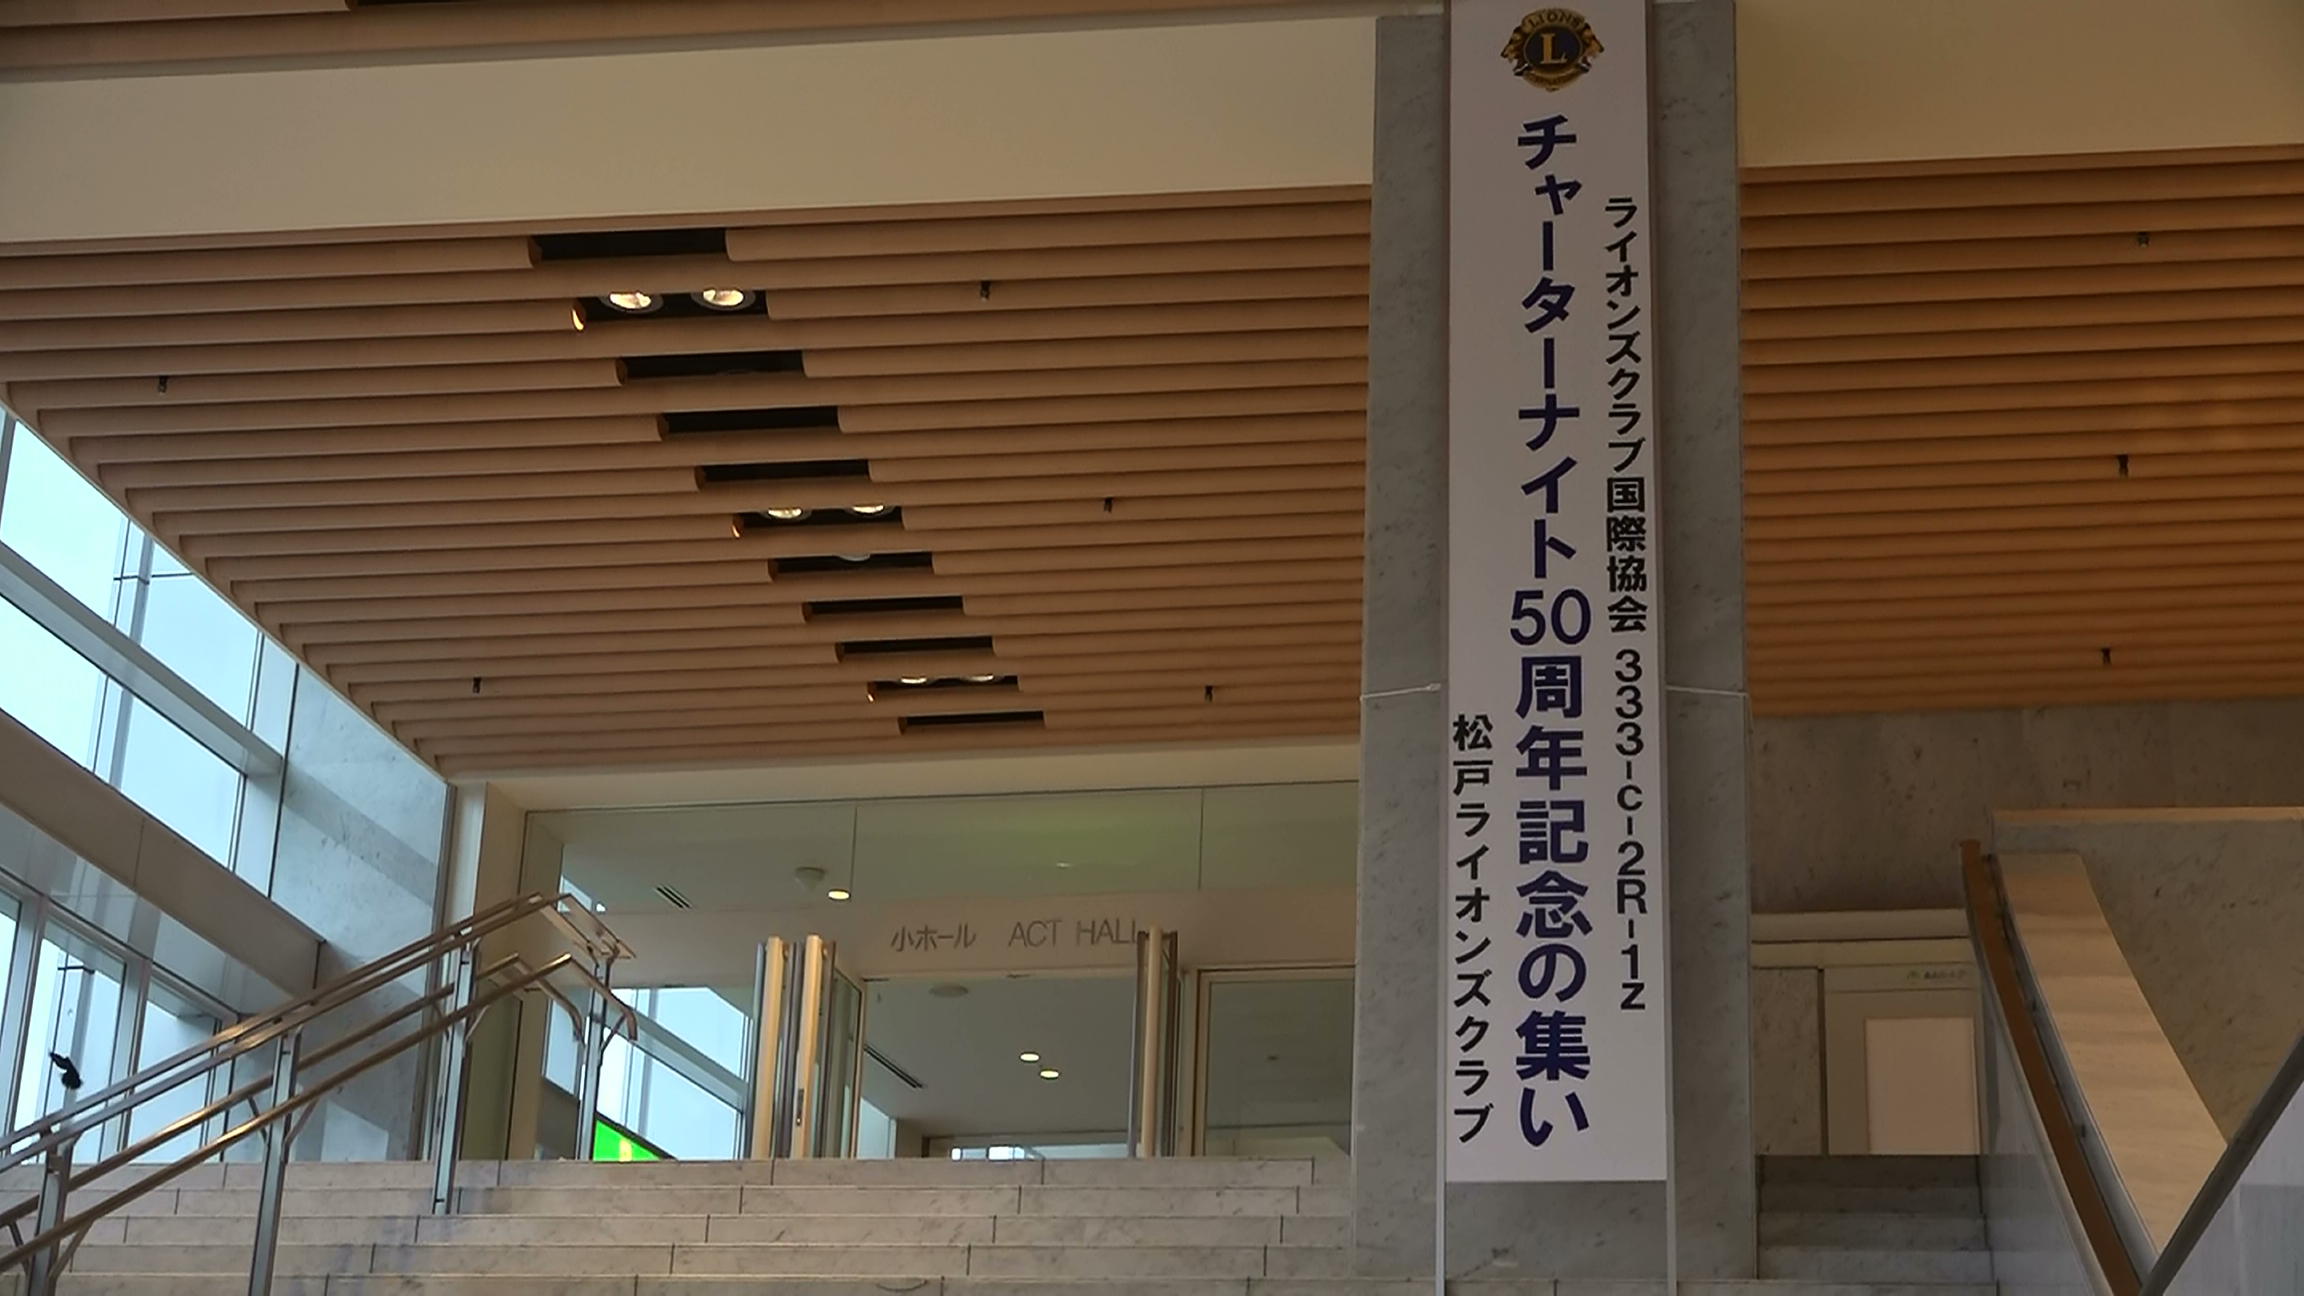 LIONS
L
ライオンズクラブ国際協会 333-C-2R-1Z
チャーターナイト50周年記念の集い
松戸ライオンズクラブ
小ホール ACT HALL